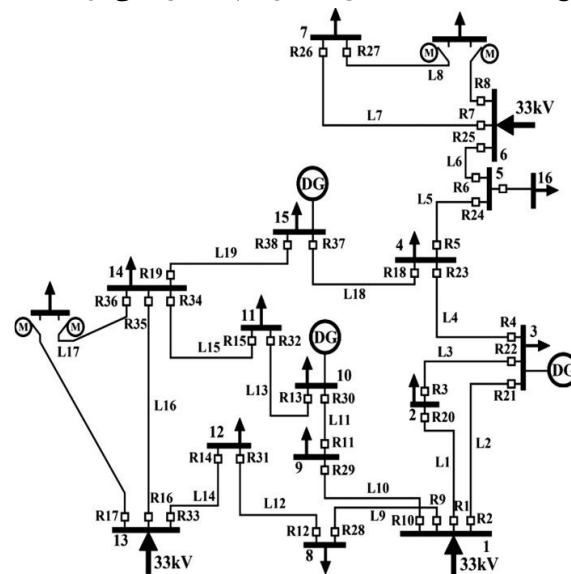 7
R26 R27
M
M
L8
R8
R7
33kV
L7
R25
6
L6
5
16
R6
DG
L5
R24
15
R38 R37
4
R5
L19
14
R19
R18 R23
R36 R34
L18
R35
M M
11
L4
R4
3
L17
R15 R32
DG
R22
L15
L3
10
R3
DG
R21
L13
R13 R30
2
R20
L16
L11
12
R11
L2
9
R14 R31
R29
L1
L14
L10
R16
L12
R9
R1
R17 R33
R12 R28
L9
R10
R2
13
8
1
33kV
33kV